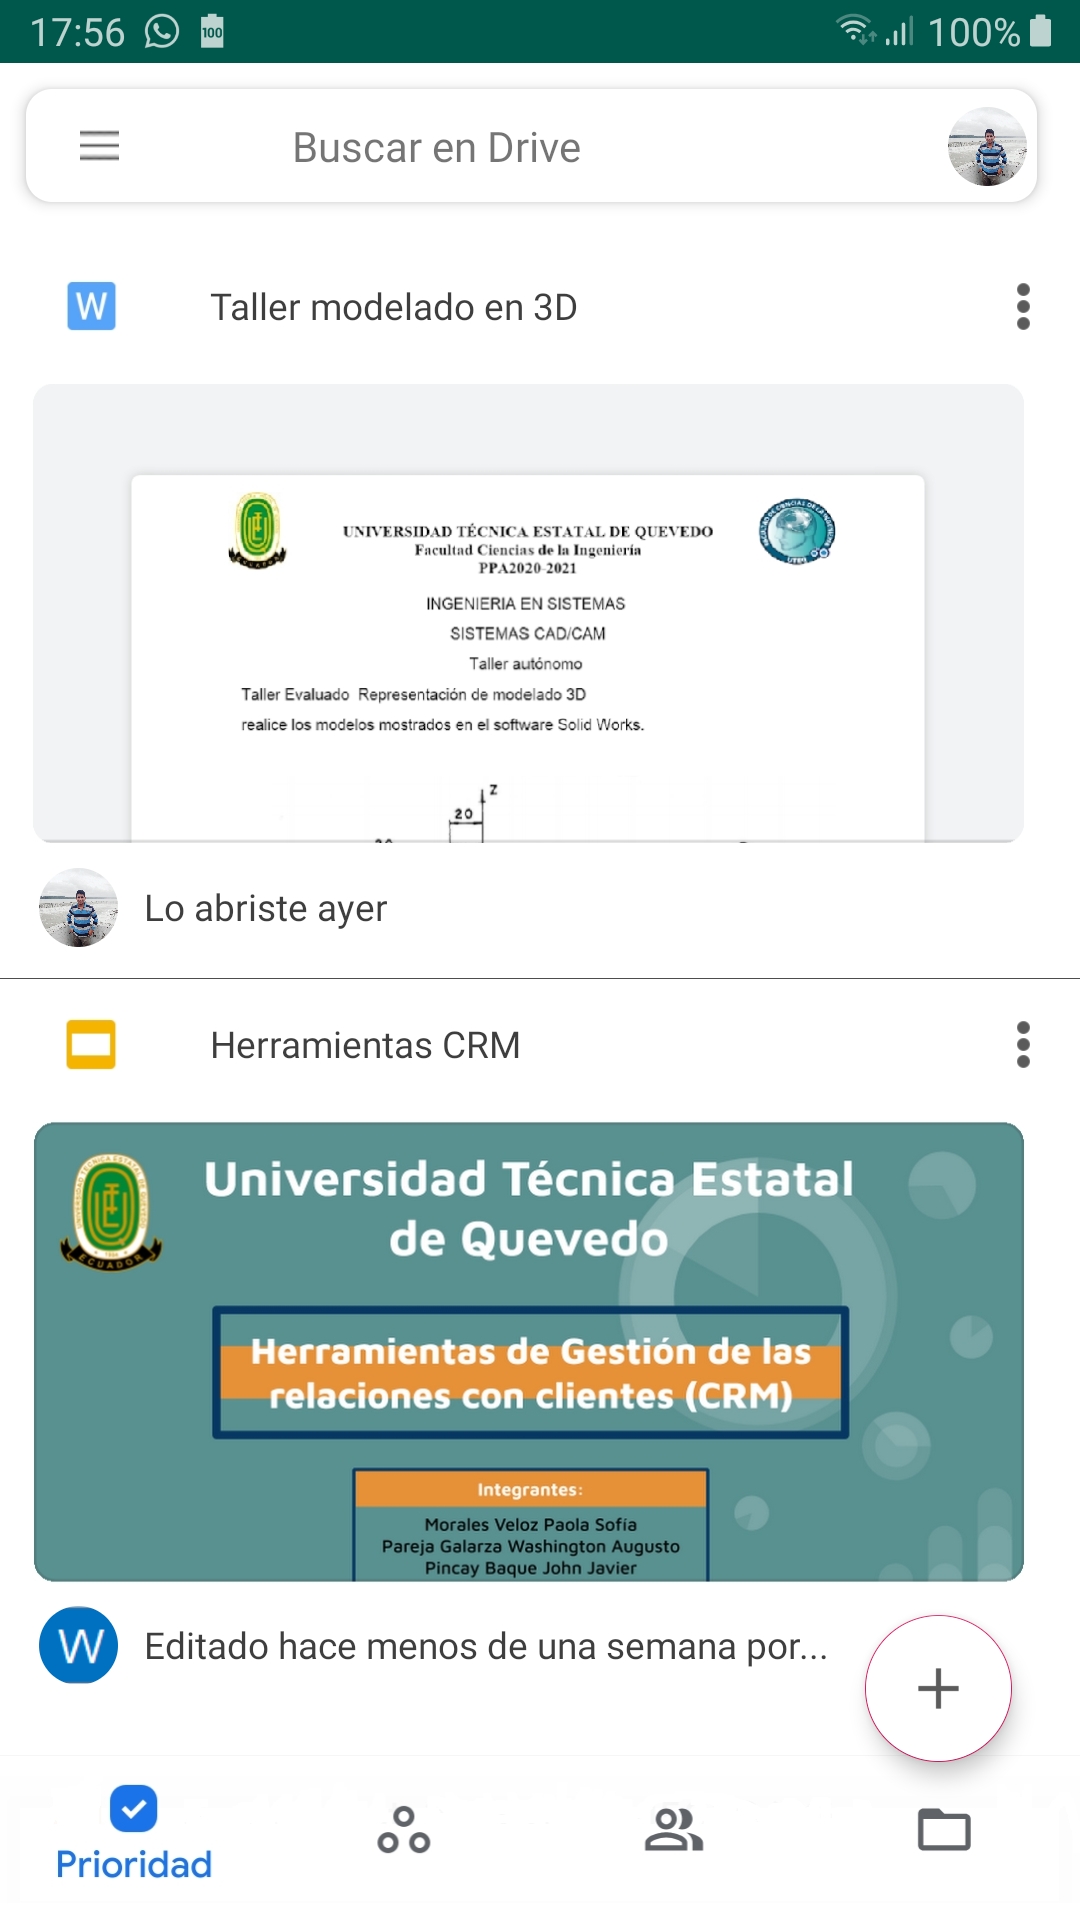 17:56
100
100%
Buscar en Drive
W
Taller modelado en 3D
UNIVERSIDAD TÉCNICA ESTATAL DE QUEVEDO
Facultad Ciencias de la Ingeniería
PPA2020-2021
INGENIERIA EN SISTEMAS
SISTEMAS CAD/CAM
Taller autónomo
Taller Evaluado Representación de modelado 3D
realice los modelos mostrados en el software Solid Works.
Z
20
Lo abriste ayer
Herramientas CRM
Universidad Técnica Estatal
de Quevedo
ECUADOR
Herramientas de Gestión de las
relaciones con clientes (CRM)
Integrantes:
Morales Veloz Paola Sofía
Pareja Galarza Washington Augusto
Pincay Baque John Javier
W
Editado hace menos de una semana por...
Prioridad